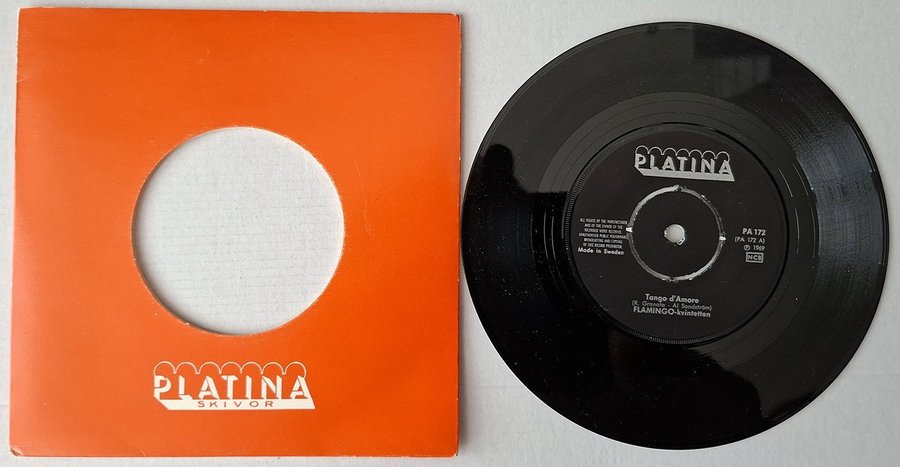 PLATINA
SKIVOR
PLATINA
ALL RIGHTS OF THE MANUFACTURER
AND OF THE OWNER OF THE
RECORDED WORK RESERVED.
UNAUTHORISED PUBLIC PERFORMANCE,
BROADCASTING AND COPYING
OF THIS RECORD PROHIBITED.
Made in Sweden
PA 172
(PA 172 A)
℗ 1969
NCB
Tango d'Amore
(R. Granata - Al Sandström)
FLAMINGO-kvintetten